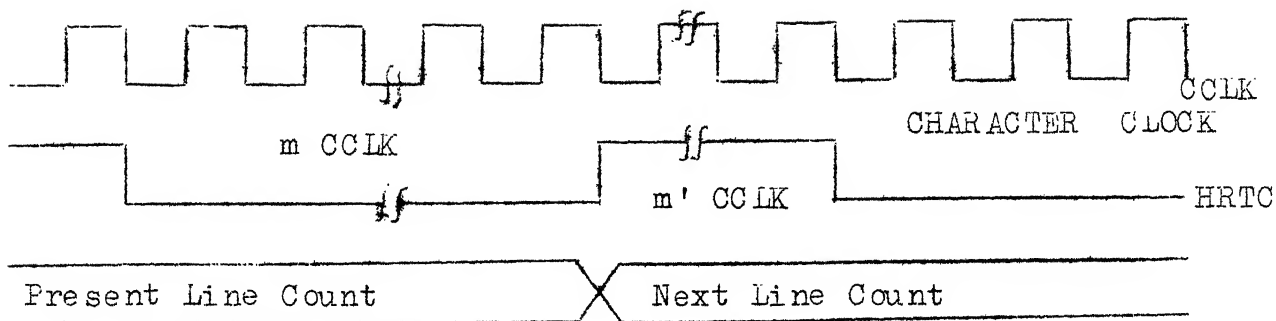 CCLK
CHARACTER CLOCK
m CCLK
m' CCLK
HRTC
Present Line Count
Next Line Count